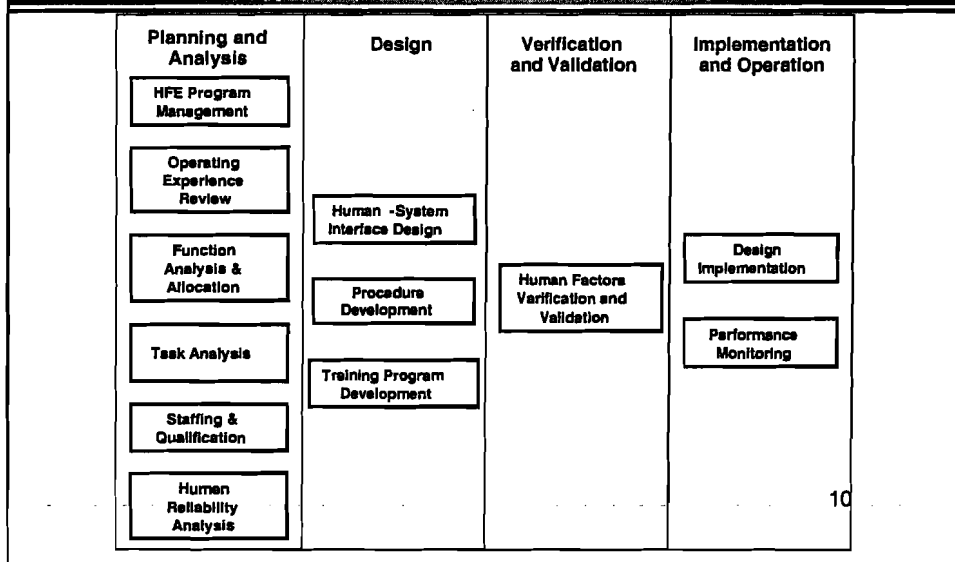 Planning and
Analysis
HFE Program
Management
Operating
Experience
Review
Function
Analysis &
Allocation
Task Analysis
Staffing &
Qualification
Human
Reliability
Analysis
Design
Human -System
Interface Design
Procedure
Development
Training Program
Development
Verification
and Validation
Human Factors
Varification and
Validation
Implementation
and Operation
Design
Implementation
Performance
Monitoring
10